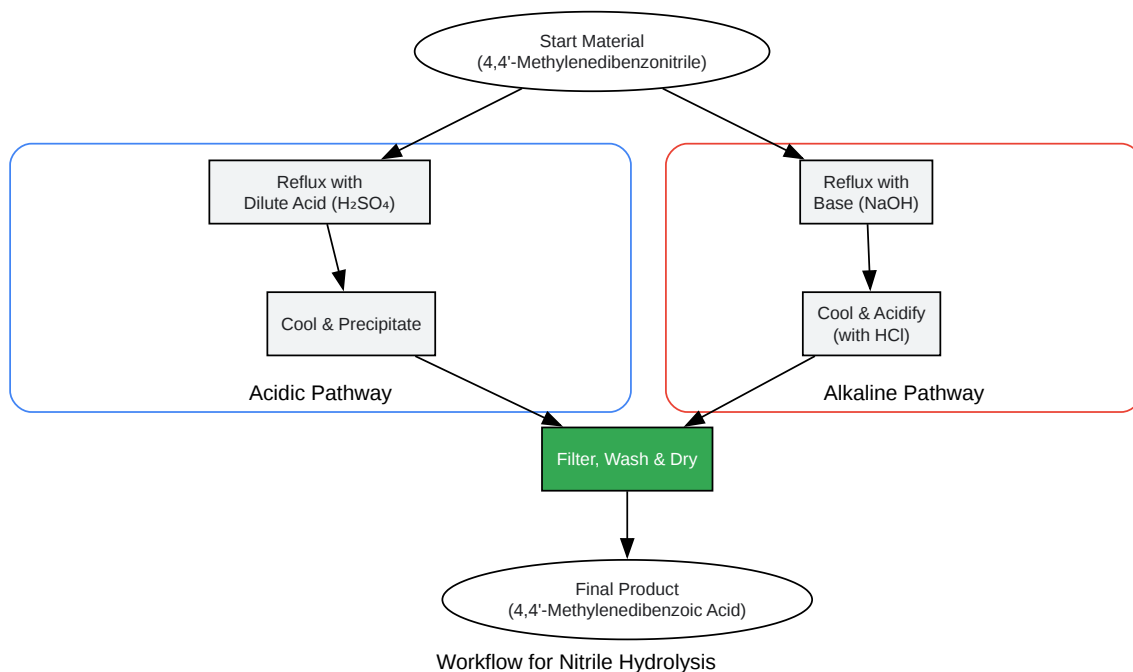 Start Material
(4,4'-Methylenedibenzonitrile)
Reflux with
Dilute Acid (H₂SO₄)
Reflux with
Base (NaOH)
Cool & Precipitate
Cool & Acidify
(with HCl)
Acidic Pathway
Alkaline Pathway
Filter, Wash & Dry
Final Product
(4,4'-Methylenedibenzoic Acid)
Workflow for Nitrile Hydrolysis